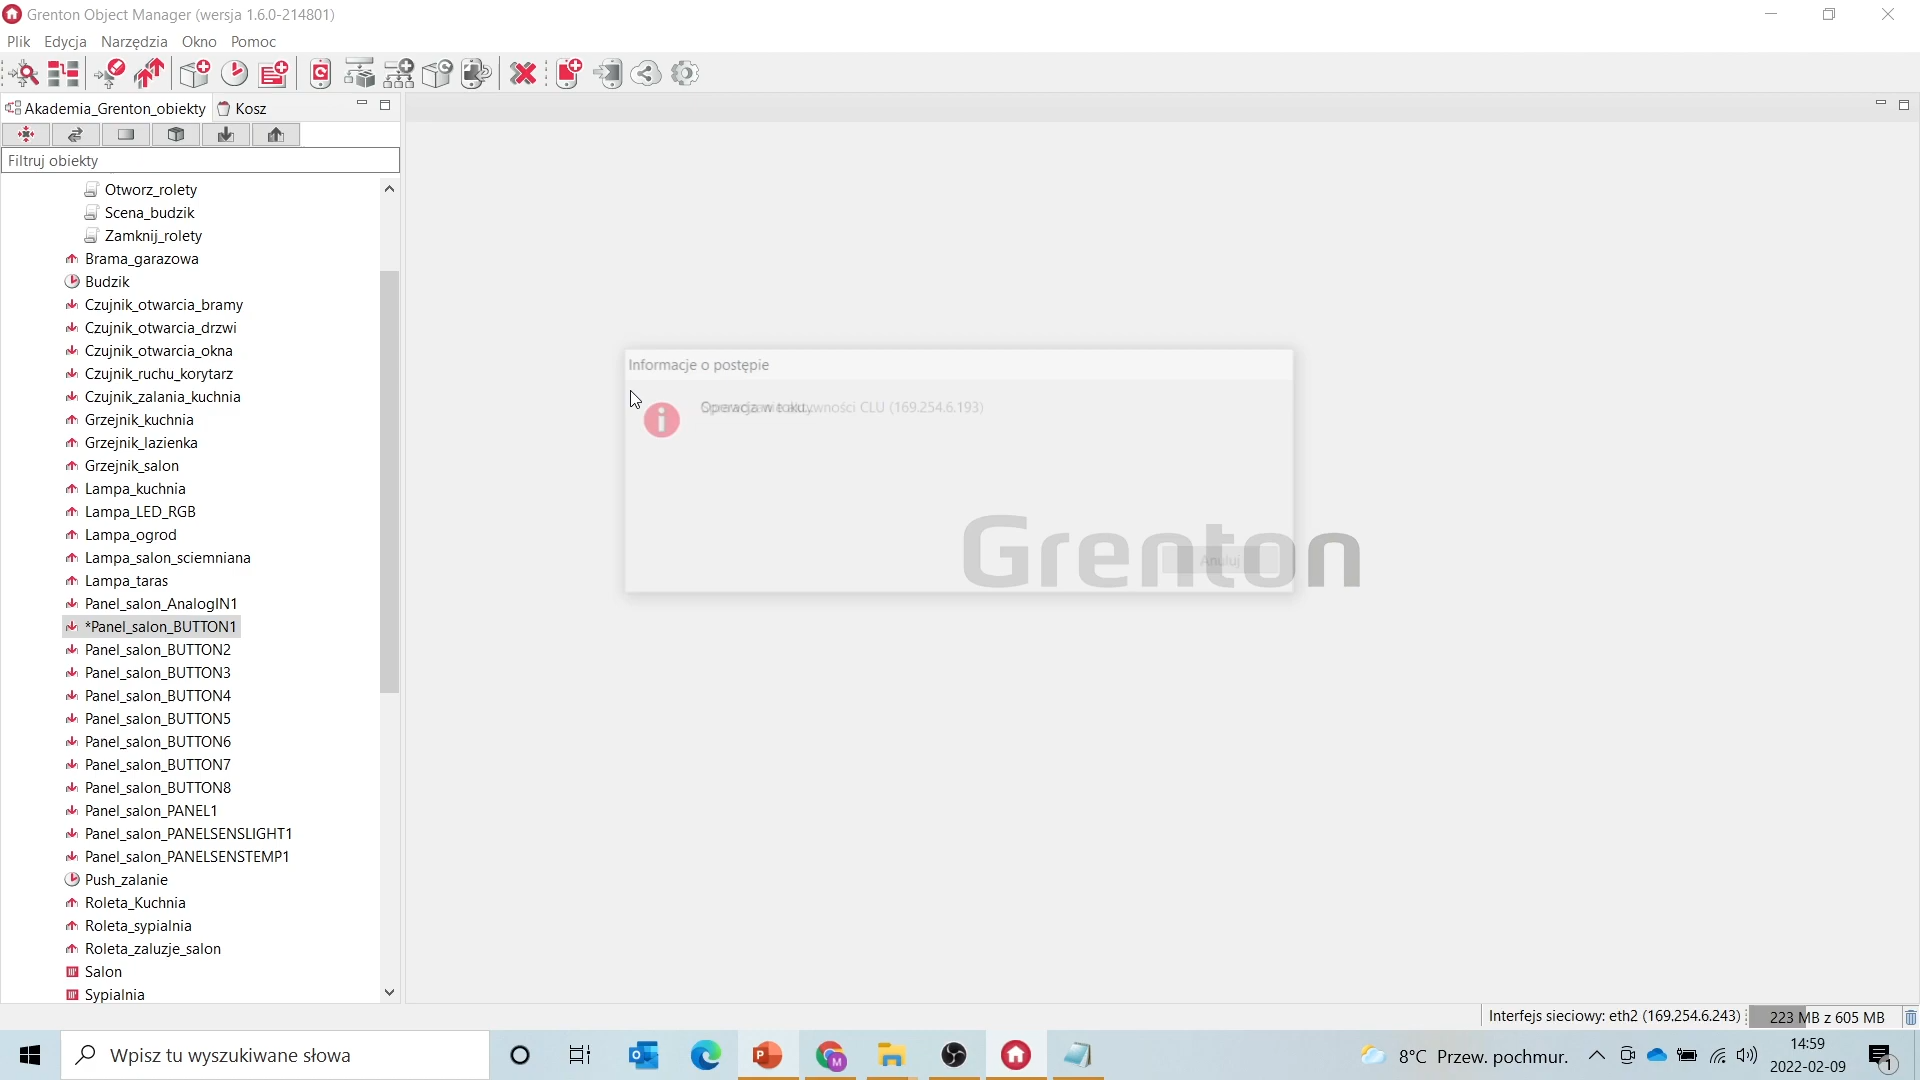 Grenton Object Manager (wersja 1.6.0-214801)
Plik Edycja Narzędzia Okno Pomoc
Akademia_Grenton_obiekty Kosz
Filtruj obiekty
Otworz_rolety
Scena_budzik
Zamknij_rolety
Brama_garazowa
Budzik
Czujnik_otwarcia_bramy
Czujnik_otwarcia_drzwi
Czujnik_otwarcia_okna
Czujnik_ruchu_korytarz
Czujnik_zalania_kuchnia
Grzejnik_kuchnia
Grzejnik_lazienka
Grzejnik_salon
Lampa_kuchnia
Lampa_LED_RGB
Lampa_ogrod
Lampa_salon_sciemniana
Lampa_taras
Panel_salon_AnalogIN1
*Panel_salon_BUTTON1
Panel_salon_BUTTON2
Panel_salon_BUTTON3
Panel_salon_BUTTON4
Panel_salon_BUTTON5
Panel_salon_BUTTON6
Panel_salon_BUTTON7
Panel_salon_BUTTON8
Panel_salon_PANEL1
Panel_salon_PANELSENSLIGHT1
Panel_salon_PANELSENSTEMP1
Push_zalanie
Roleta_Kuchnia
Roleta_sypialnia
Roleta_zaluzje_salon
Salon
Sypialnia
Informacje o postępie
Operacja w toku...
CLU (169.254.6.193)
Anuluj
Grenton
Interfejs sieciowy: eth2 (169.254.6.243)
223 MB z 605 MB
Wpisz tu wyszukiwane słowa
8°C Przew. pochmur.
14:59
2022-02-09
1